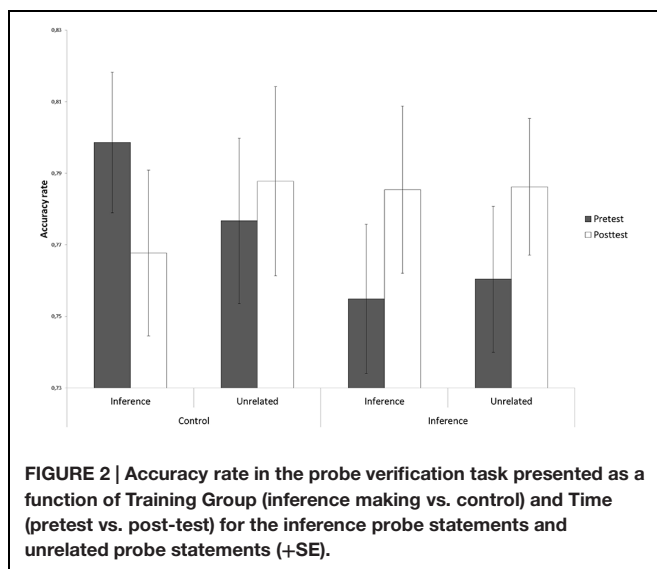 0,83
0,81
0,79
0,77
0,75
0,73
Accuracy rate
Pretest
Posttest
Inference Unrelated Inference Unrelated
Control Inference
FIGURE 2 | Accuracy rate in the probe verification task presented as a
function of Training Group (inference making vs. control) and Time
(pretest vs. post-test) for the inference probe statements and
unrelated probe statements (+SE).